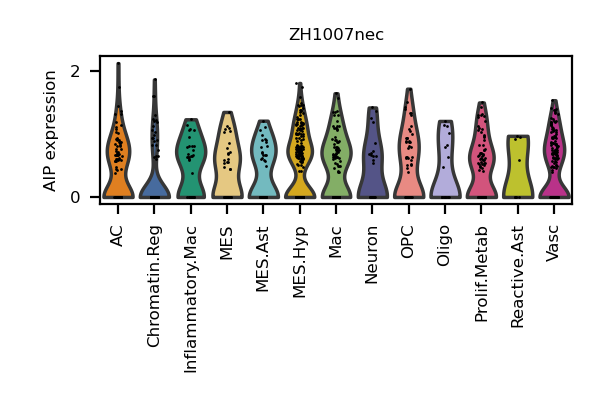 ZH1007nec
AIP expression
2
0
AC
Chromatin.Reg
Inflammatory.Mac
MES
MES.Ast
MES.Hyp
Mac
Neuron
OPC
Oligo
Prolif.Metab
Reactive.Ast
Vasc